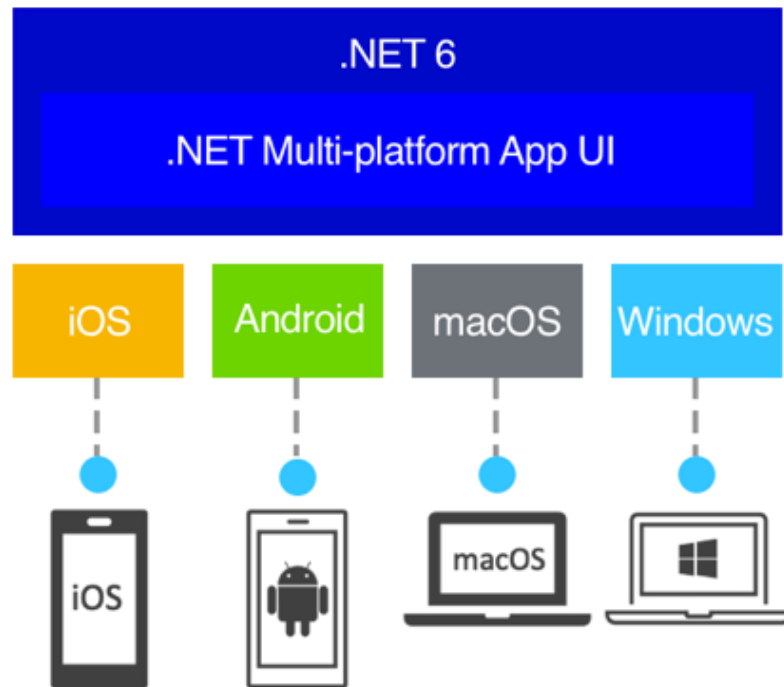 .NET 6
.NET Multi-platform App UI
iOS
Android
macOS
Windows
iOS
macOS